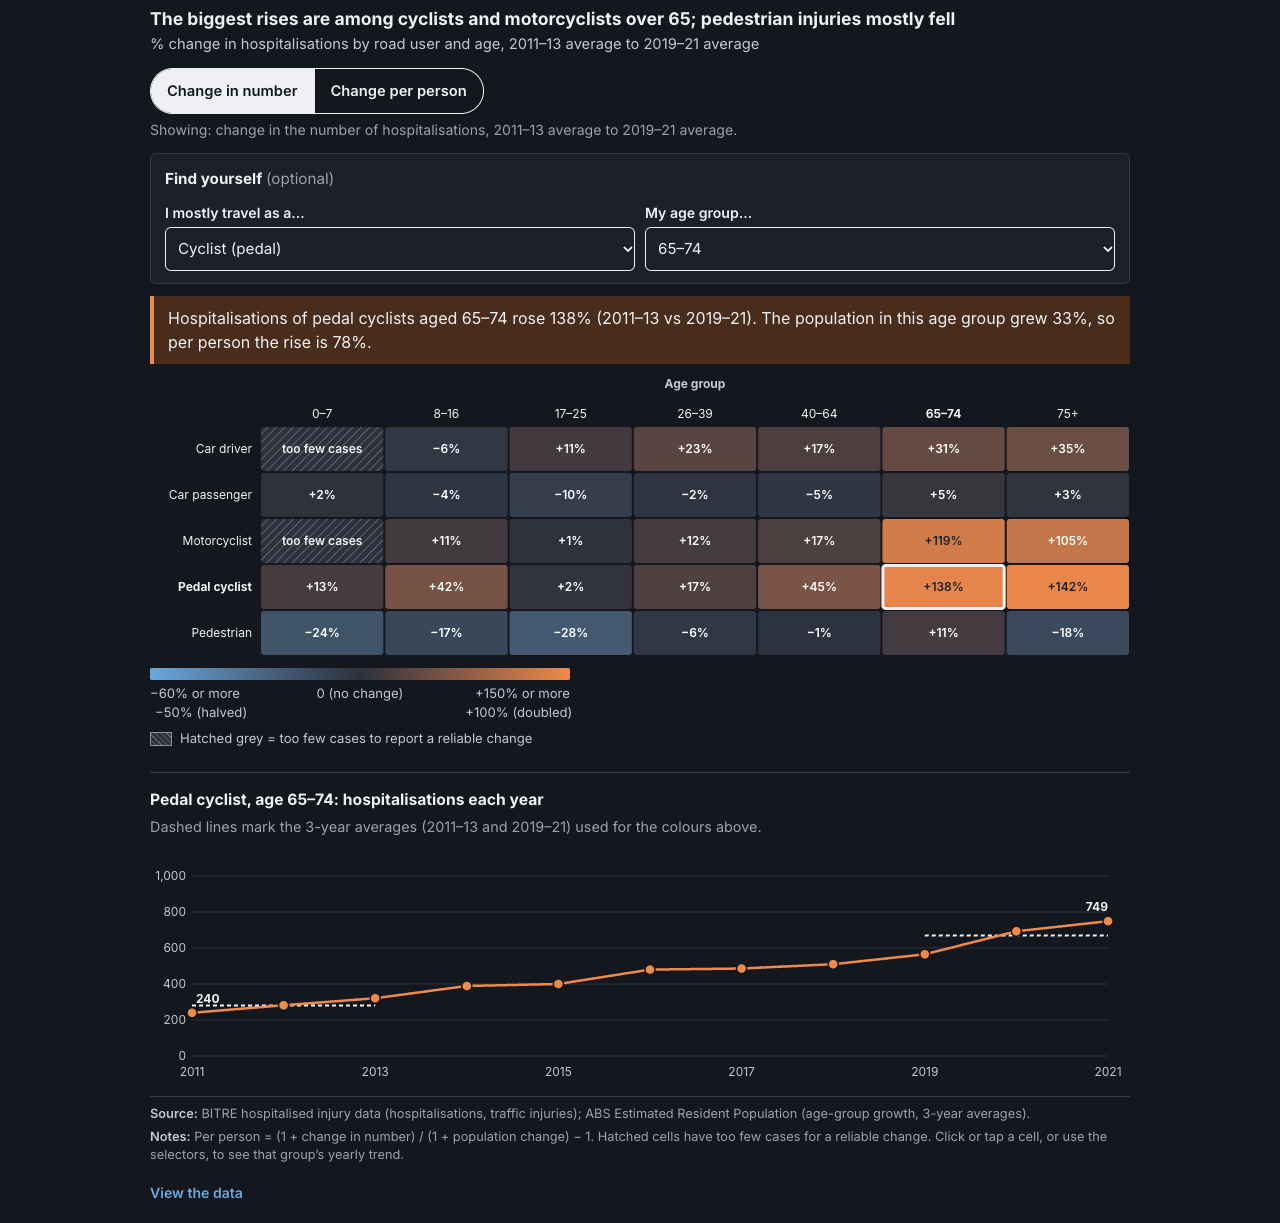 The biggest rises are among cyclists and motorcyclists over 65; pedestrian injuries mostly fell
% change in hospitalisations by road user and age, 2011–13 average to 2019–21 average
Change in number Change per person
Showing: change in the number of hospitalisations, 2011–13 average to 2019–21 average.
Find yourself (optional)
I mostly travel as a… My age group…
Cyclist (pedal) 65–74
Hospitalisations of pedal cyclists aged 65–74 rose 138% (2011–13 vs 2019–21). The population in this age group grew 33%, so
per person the rise is 78%.
Age group
0–7 8–16 17–25 26–39 40–64 65–74 75+
Car driver too few cases −6% +11% +23% +17% +31% +35%
Car passenger +2% −4% −10% −2% −5% +5% +3%
Motorcyclist too few cases +11% +1% +12% +17% +119% +105%
Pedal cyclist +13% +42% +2% +17% +45% +138% +142%
Pedestrian −24% −17% −28% −6% −1% +11% −18%
−60% or more 0 (no change) +150% or more
−50% (halved) +100% (doubled)
Hatched grey = too few cases to report a reliable change
Pedal cyclist, age 65–74: hospitalisations each year
Dashed lines mark the 3-year averages (2011–13 and 2019–21) used for the colours above.
1,000
800
749
600
400
240
200
0
2011 2013 2015 2017 2019 2021
Source: BITRE hospitalised injury data (hospitalisations, traffic injuries); ABS Estimated Resident Population (age-group growth, 3-year averages).
Notes: Per person = (1 + change in number) / (1 + population change) − 1. Hatched cells have too few cases for a reliable change. Click or tap a cell, or use the
selectors, to see that group's yearly trend.
View the data